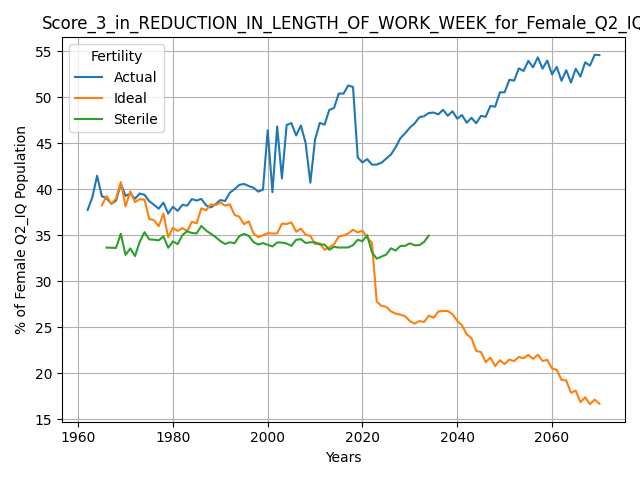 Score_3_in_REDUCTION_IN_LENGTH_OF_WORK_WEEK_for_Female_Q2_IQ
Fertility
Actual
Ideal
Sterile
55
50
45
40
35
30
25
20
15
% of Female Q2_IQ Population
1960 1980 2000 2020 2040 2060
Years